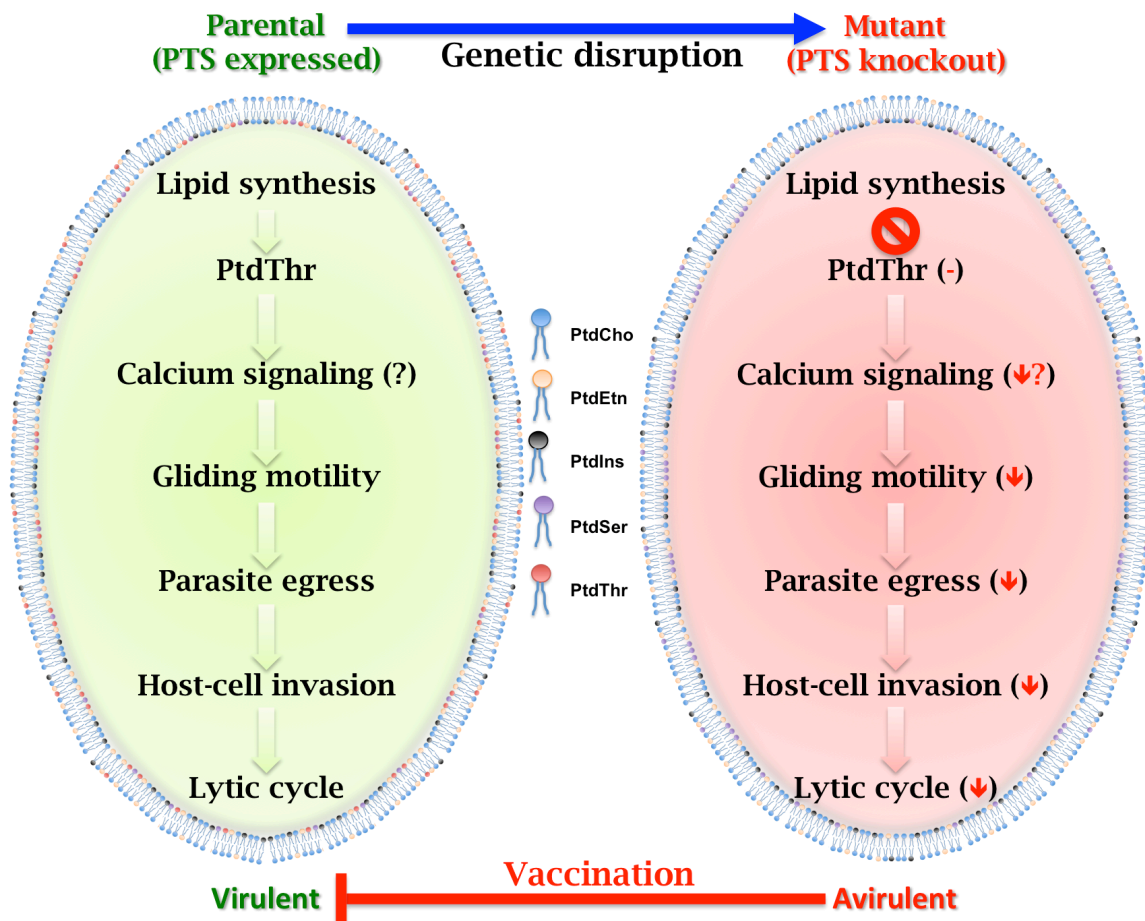 Parental
(PTS expressed)
Genetic disruption
Mutant
(PTS knockout)
Lipid synthesis
PtdThr
Calcium signaling (?)
Gliding motility
Parasite egress
Host-cell invasion
Lytic cycle
PtdCho
PtdEtn
PtdIns
PtdSer
PtdThr
Lipid synthesis
PtdThr (-)
Calcium signaling (↓?)
Gliding motility (↓)
Parasite egress (↓)
Host-cell invasion (↓)
Lytic cycle (↓)
Virulent
Vaccination
Avirulent